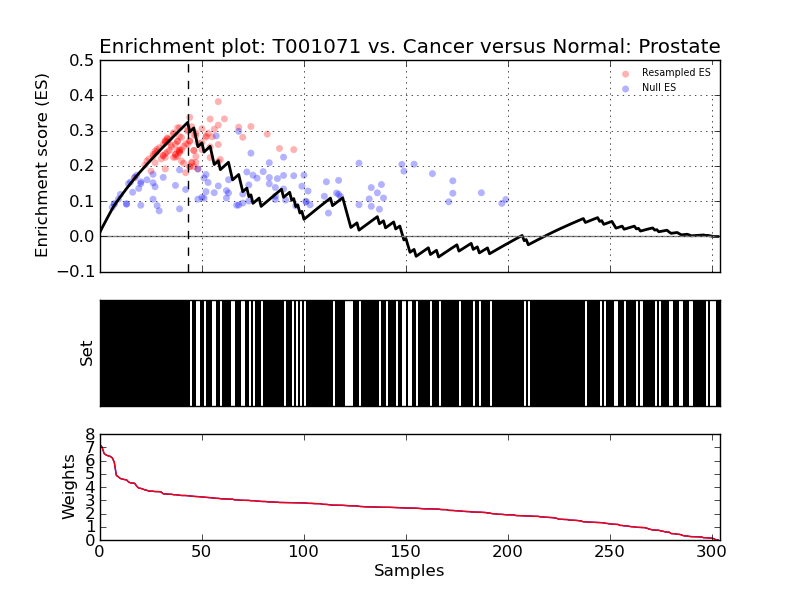 Enrichment plot: T001071 vs. Cancer versus Normal: Prostate
0.5
0.4
0.3
0.2
0.1
0.0
−0.1
Enrichment score (ES)
Resampled ES
Null ES
Set
8
7
6
5
4
3
2
1
0
Weights
0 50 100 150 200 250 300
Samples